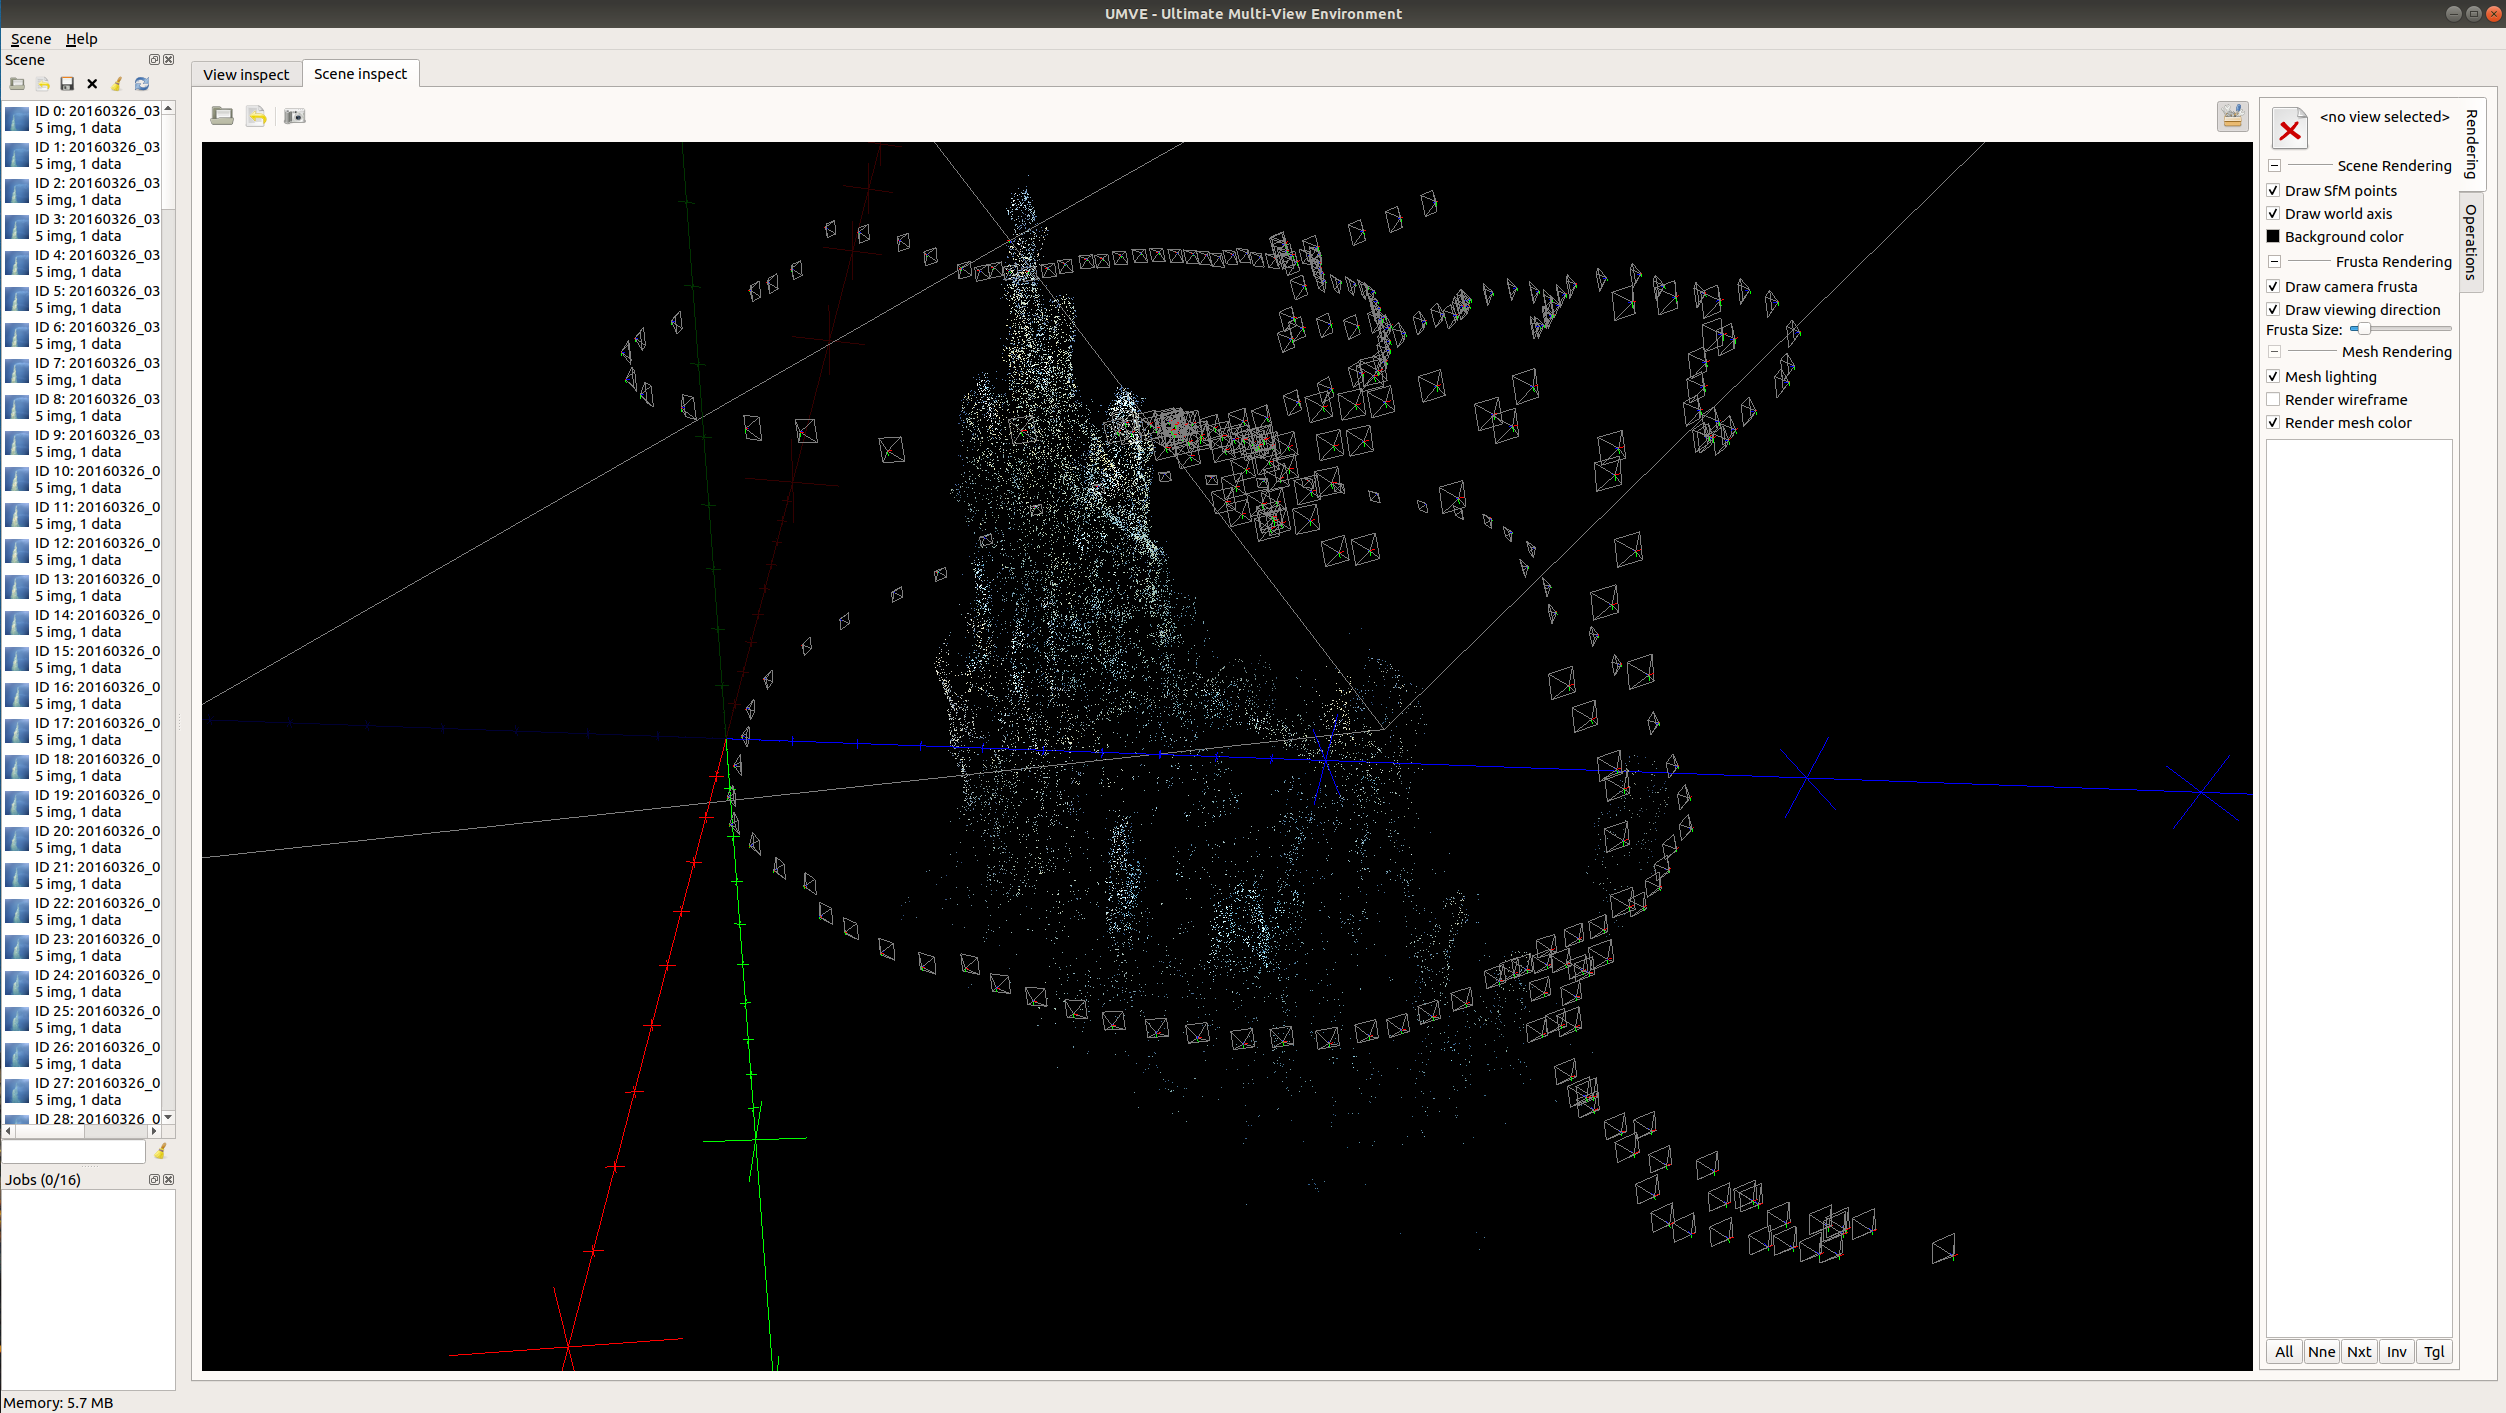 UMVE - Ultimate Multi-View Environment
Scene Help
Scene
ID 0: 20160326_03
5 img, 1 data
ID 1: 20160326_03
5 img, 1 data
ID 2: 20160326_03
5 img, 1 data
ID 3: 20160326_03
5 img, 1 data
ID 4: 20160326_03
5 img, 1 data
ID 5: 20160326_03
5 img, 1 data
ID 6: 20160326_03
5 img, 1 data
ID 7: 20160326_03
5 img, 1 data
ID 8: 20160326_03
5 img, 1 data
ID 9: 20160326_03
5 img, 1 data
ID 10: 20160326_0
5 img, 1 data
ID 11: 20160326_0
5 img, 1 data
ID 12: 20160326_0
5 img, 1 data
ID 13: 20160326_0
5 img, 1 data
ID 14: 20160326_0
5 img, 1 data
ID 15: 20160326_0
5 img, 1 data
ID 16: 20160326_0
5 img, 1 data
ID 17: 20160326_0
5 img, 1 data
ID 18: 20160326_0
5 img, 1 data
ID 19: 20160326_0
5 img, 1 data
ID 20: 20160326_0
5 img, 1 data
ID 21: 20160326_0
5 img, 1 data
ID 22: 20160326_0
5 img, 1 data
ID 23: 20160326_0
5 img, 1 data
ID 24: 20160326_0
5 img, 1 data
ID 25: 20160326_0
5 img, 1 data
ID 26: 20160326_0
5 img, 1 data
ID 27: 20160326_0
5 img, 1 data
ID 28: 20160326_0
Jobs (0/16)
Memory: 5.7 MB
View inspect Scene inspect
<no view selected>
Scene Rendering
Draw SfM points
Draw world axis
Background color
Frusta Rendering
Draw camera frusta
Draw viewing direction
Frusta Size:
Mesh Rendering
Mesh lighting
Render wireframe
Render mesh color
All Nne Nxt Inv Tgl
Rendering
Operations